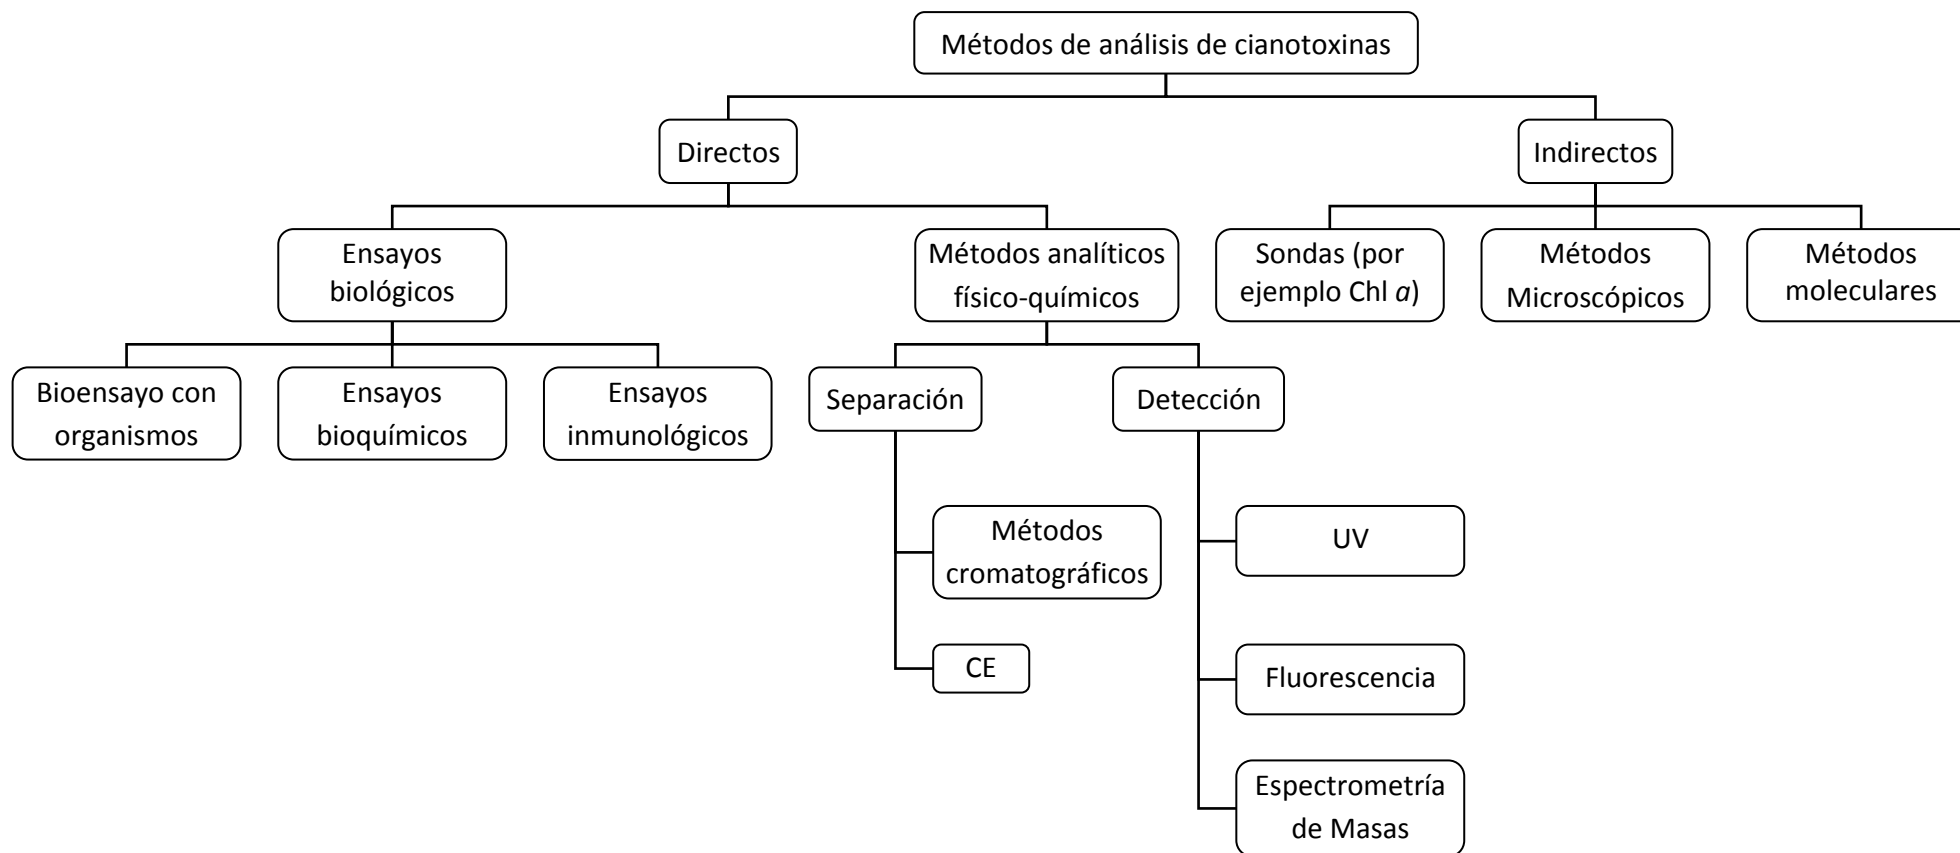 Métodos de análisis de cianotoxinas
Directos
Indirectos
Ensayos
biológicos
Métodos analíticos
físico-químicos
Sondas (por
ejemplo Chl a)
Métodos
Microscópicos
Métodos
moleculares
Bioensayo con
organismos
Ensayos
bioquímicos
Ensayos
inmunológicos
Separación
Detección
Métodos
cromatográficos
CE
UV
Fluorescencia
Espectrometría
de Masas